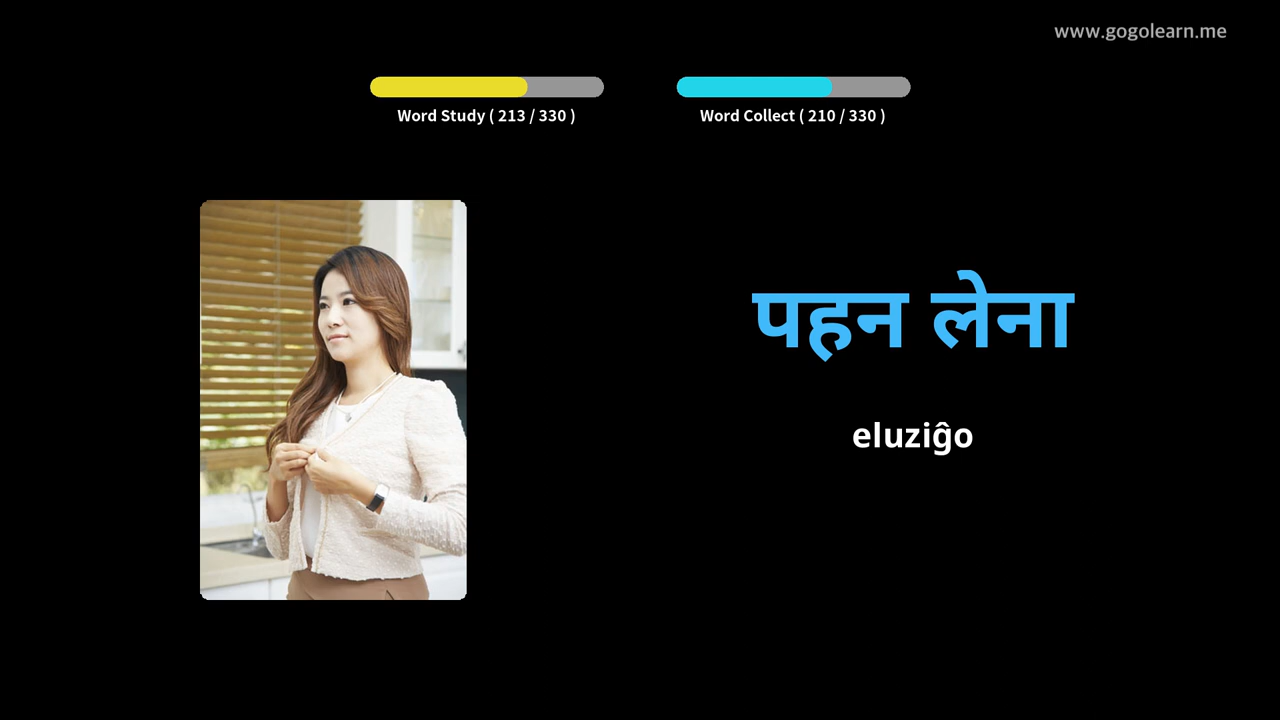 www.gogolearn.me
Word Study ( 213 / 330 )
Word Collect ( 210 / 330 )
पहन लेना
eluziĝo